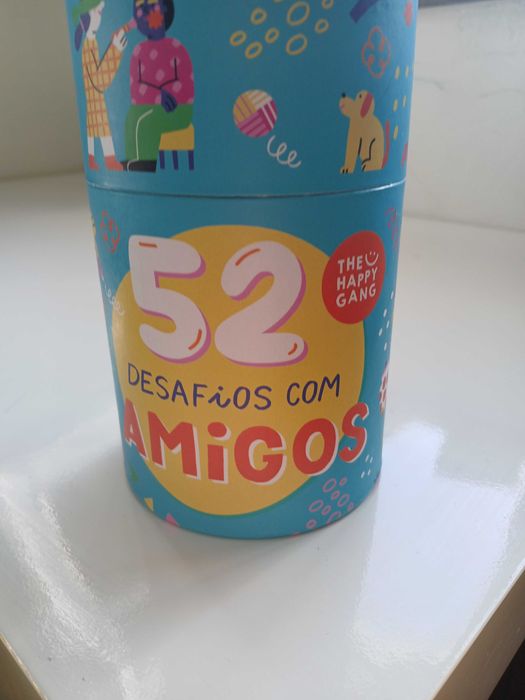 52
THE
HAPPY
GANG
DESAFiOS COM
AMiGOS